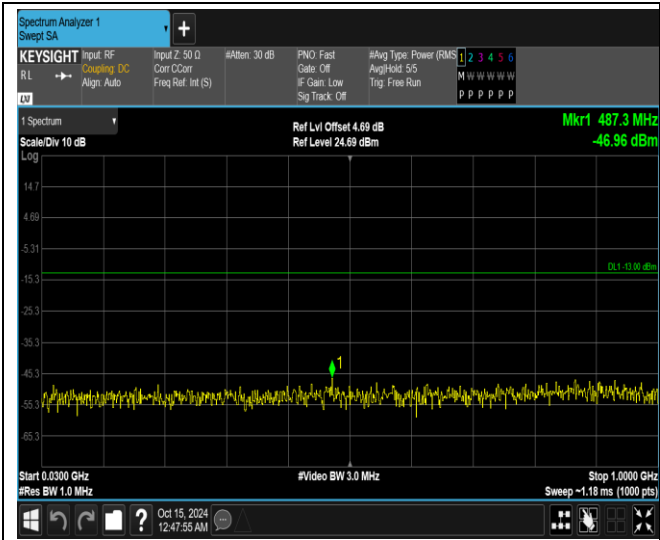 Spectrum Analyzer 1
Swept SA
+
KEYSIGHT
RL
LXI
Input: RF
Coupling: DC
Align: Auto
Input Z: 50 Ω
Corr CCorr
Freq Ref: Int (S)
#Atten: 30 dB
PNO: Fast
Gate: Off
IF Gain: Low
Sig Track: Off
#Avg Type: Power (RMS
Avg|Hold: 5/5
Trig: Free Run
1 2 3 4 5 6
M W W W W W
P P P P P P
1 Spectrum
Scale/Div 10 dB
Ref Lvl Offset 4.69 dB
Ref Level 24.69 dBm
Mkr1 487.3 MHz
-46.96 dBm
Log
14.7
4.69
-5.31
DL1 -13.00 dBm
-15.3
-25.3
-35.3
1
-45.3
-55.3
-65.3
Start 0.0300 GHz
#Video BW 3.0 MHz
Stop 1.0000 GHz
#Res BW 1.0 MHz
Sweep ~1.18 ms (1000 pts)
?
Oct 15, 2024
12:47:55 AM